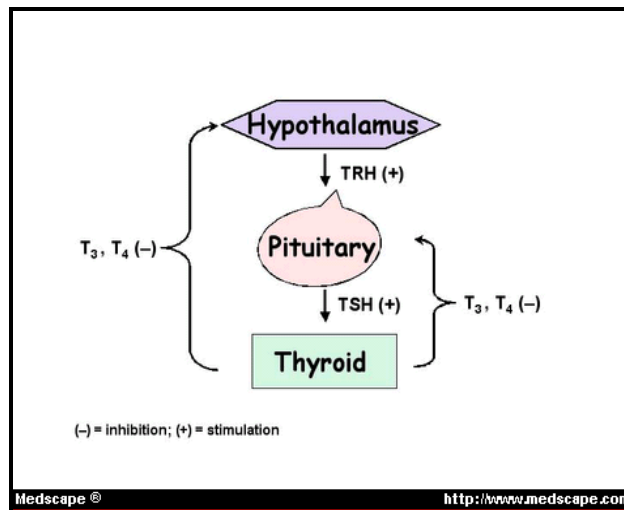 Hypothalamus
TRH (+)
T3, T4 (–)
Pituitary
TSH (+)
T3, T4 (–)
Thyroid
(–) = inhibition; (+) = stimulation
Medscape ® http://www.medscape.com